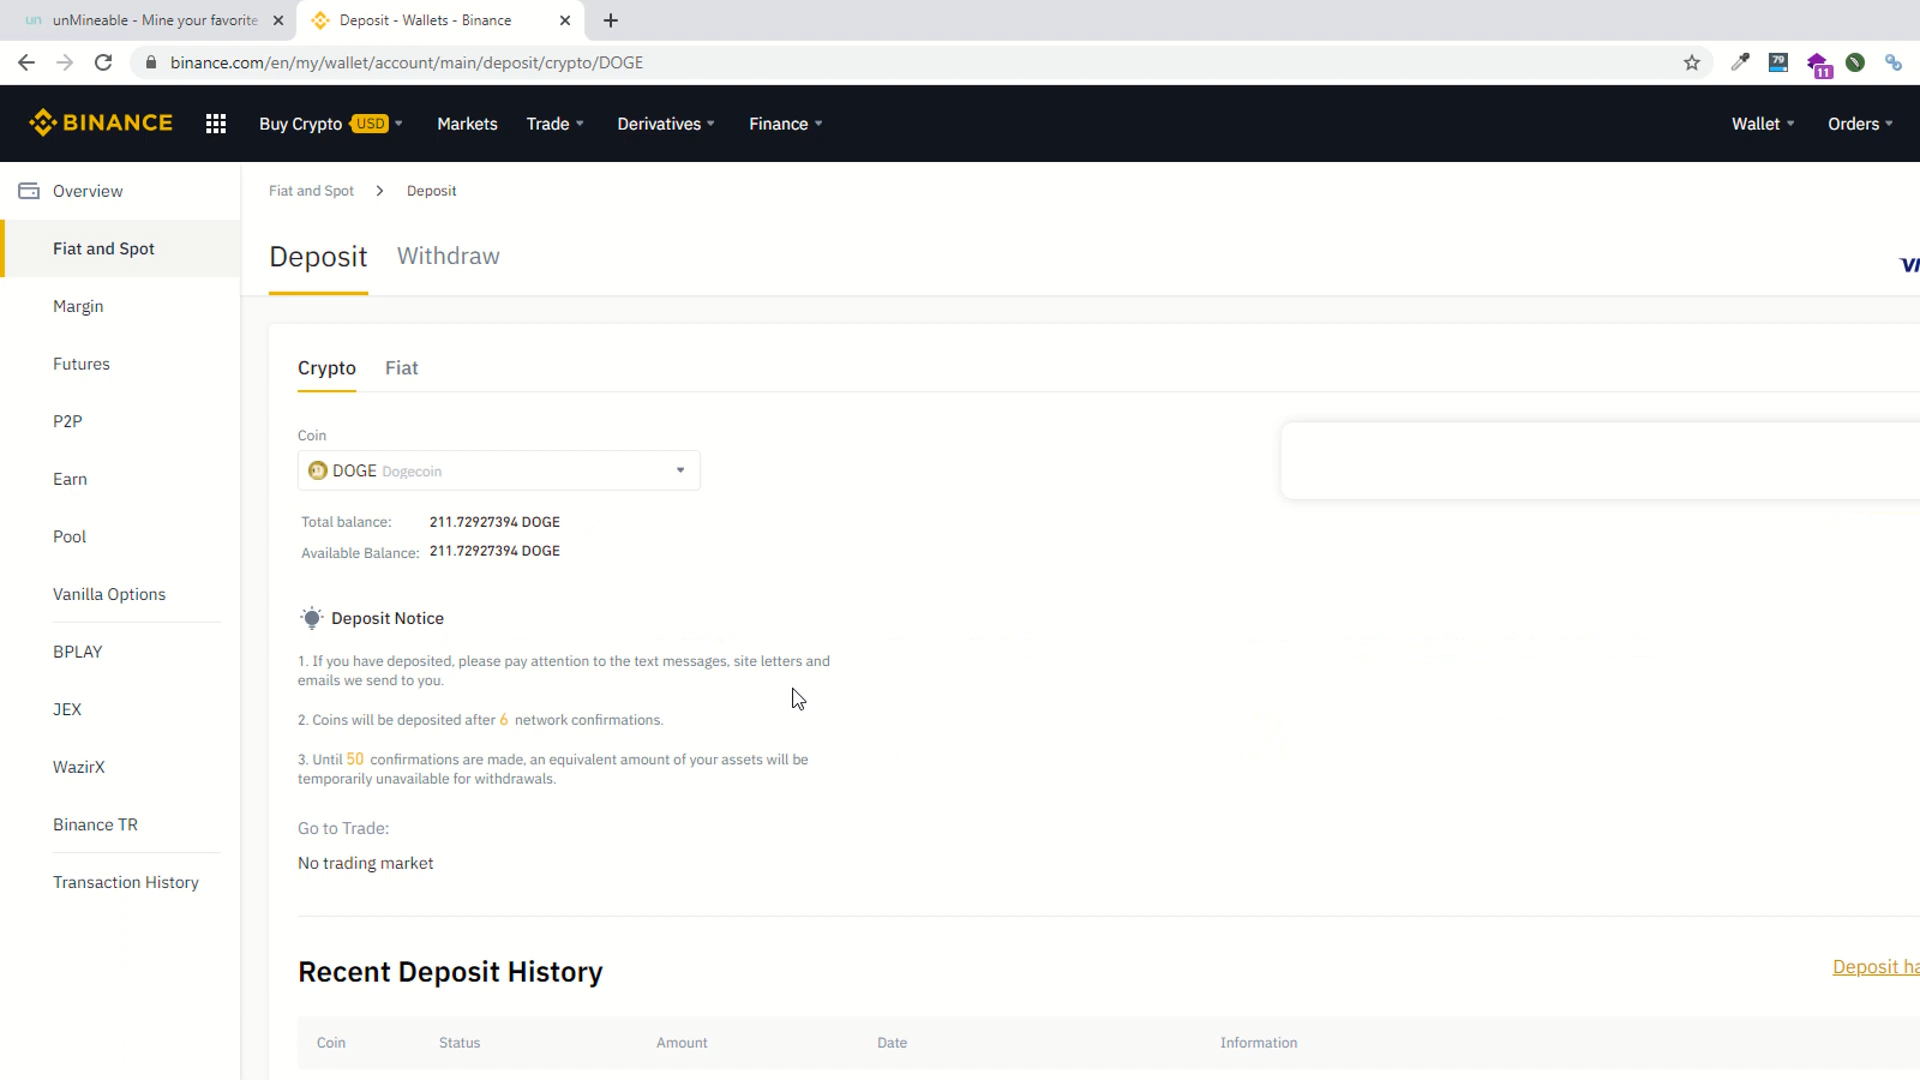 un unMineable - Mine your favorite
Deposit - Wallets - Binance
binance.com/en/my/wallet/account/main/deposit/crypto/DOGE
79
11
BINANCE Buy Crypto USD Markets Trade Derivatives Finance Wallet Orders
Overview
Fiat and Spot
Margin
Futures
P2P
Earn
Pool
Vanilla Options
BPLAY
JEX
WazirX
Binance TR
Transaction History
Fiat and Spot > Deposit
Deposit Withdraw
Crypto Fiat
Coin
DOGE Dogecoin
Total balance: 211.72927394 DOGE
Available Balance: 211.72927394 DOGE
Deposit Notice
1. If you have deposited, please pay attention to the text messages, site letters and
emails we send to you.
2. Coins will be deposited after 6 network confirmations.
3. Until 50 confirmations are made, an equivalent amount of your assets will be
temporarily unavailable for withdrawals.
Go to Trade:
No trading market
Recent Deposit History
Deposit ha
Coin Status Amount Date Information